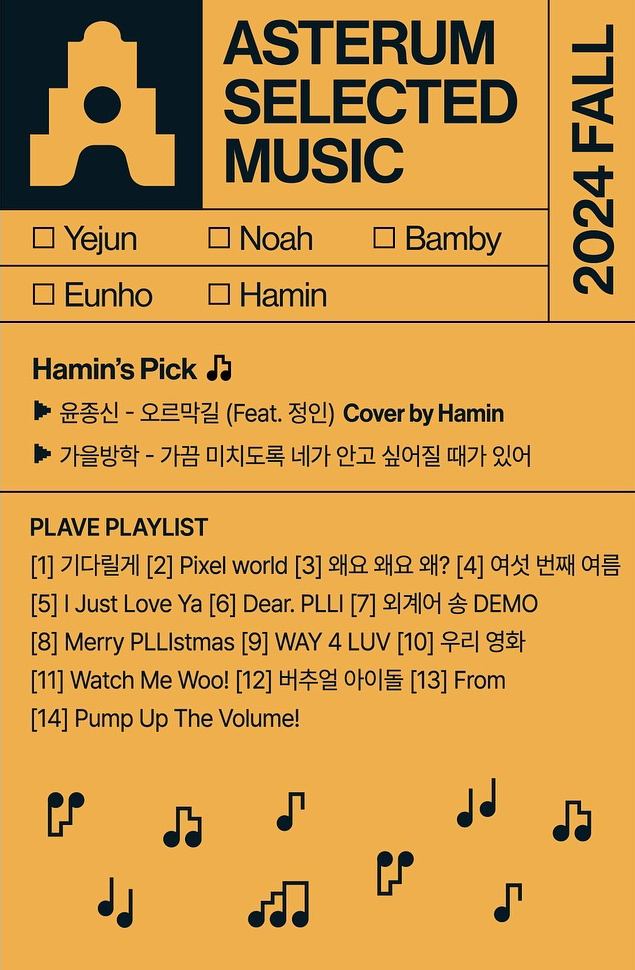 ASTERUM
SELECTED
MUSIC
2024 FALL
☐ Yejun ☐ Noah ☐ Bamby
☐ Eunho ☐ Hamin
Hamin's Pick
윤종신 - 오르막길 (Feat. 정인) Cover by Hamin
가을방학 - 가끔 미치도록 네가 안고 싶어질 때가 있어
PLAVE PLAYLIST
[1] 기다릴게 [2] Pixel world [3] 왜요 왜요 왜? [4] 여섯 번째 여름
[5] I Just Love Ya [6] Dear. PLLI [7] 외계어 송 DEMO
[8] Merry PLLIstmas [9] WAY 4 LUV [10] 우리 영화
[11] Watch Me Woo! [12] 버추얼 아이돌 [13] From
[14] Pump Up The Volume!